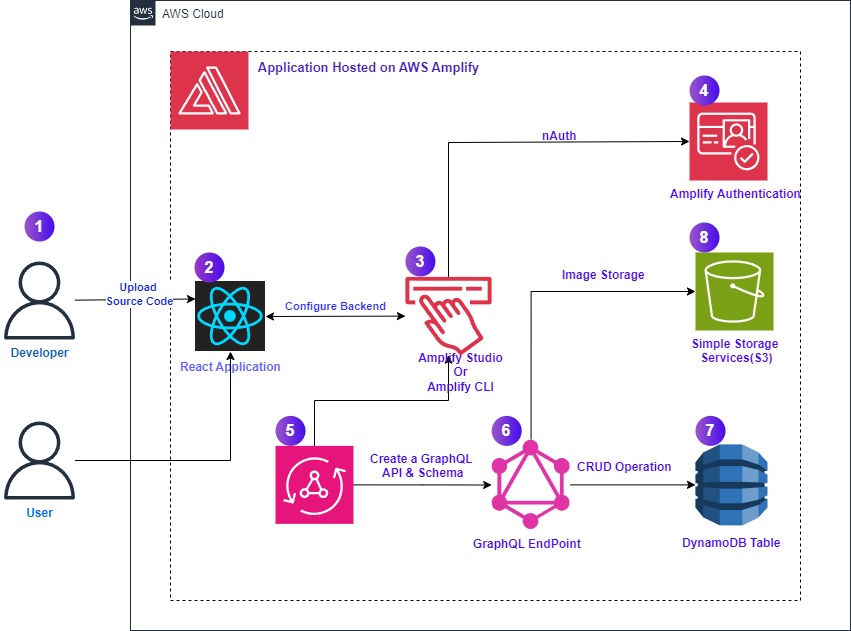 aws
AWS Cloud
Application Hosted on AWS Amplify
4
nAuth
Amplify Authentication
1
8
2
3
Image Storage
Upload
Source Code
Configure Backend
Developer
React Application
Amplify Studio
Or
Amplify CLI
Simple Storage
Services(S3)
5
6
7
Create a GraphQL
API & Schema
CRUD Operation
User
GraphQL EndPoint
DynamoDB Table